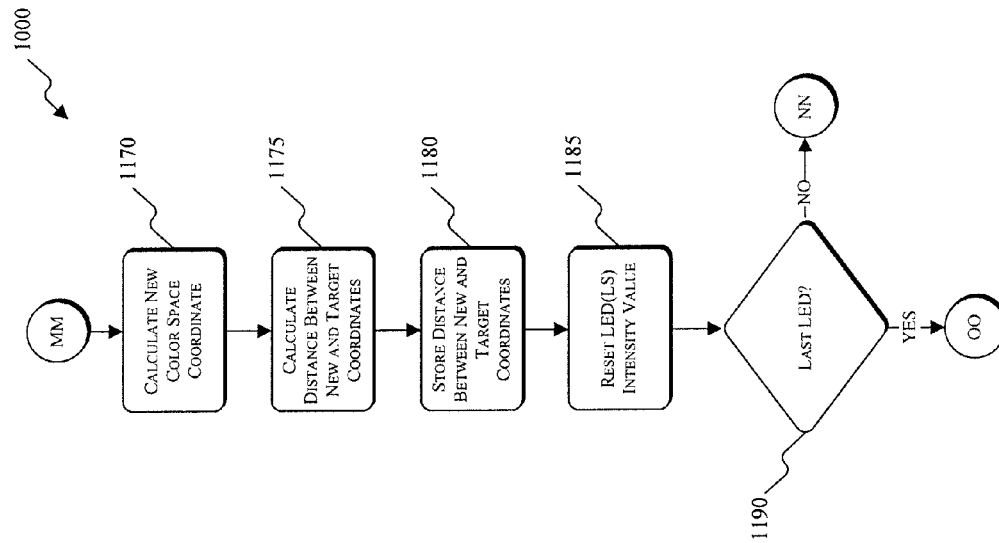 1000
MM
1170
CALCULATE NEW
COLOR SPACE
COORDINATE
1175
CALCULATE
DISTANCE BETWEEN
NEW AND TARGET
COORDINATES
1180
STORE DISTANCE
BETWEEN NEW AND
TARGET
COORDINATES
1185
RESET LED(LS)
INTENSITY VALUE
1190
LAST LED?
NO
NN
YES
OO